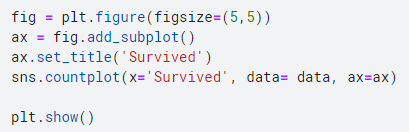 fig = plt.figure(figsize=(5,5))
ax = fig.add_subplot()
ax.set_title('Survived')
sns.countplot(x='Survived', data= data, ax=ax)
plt.show()